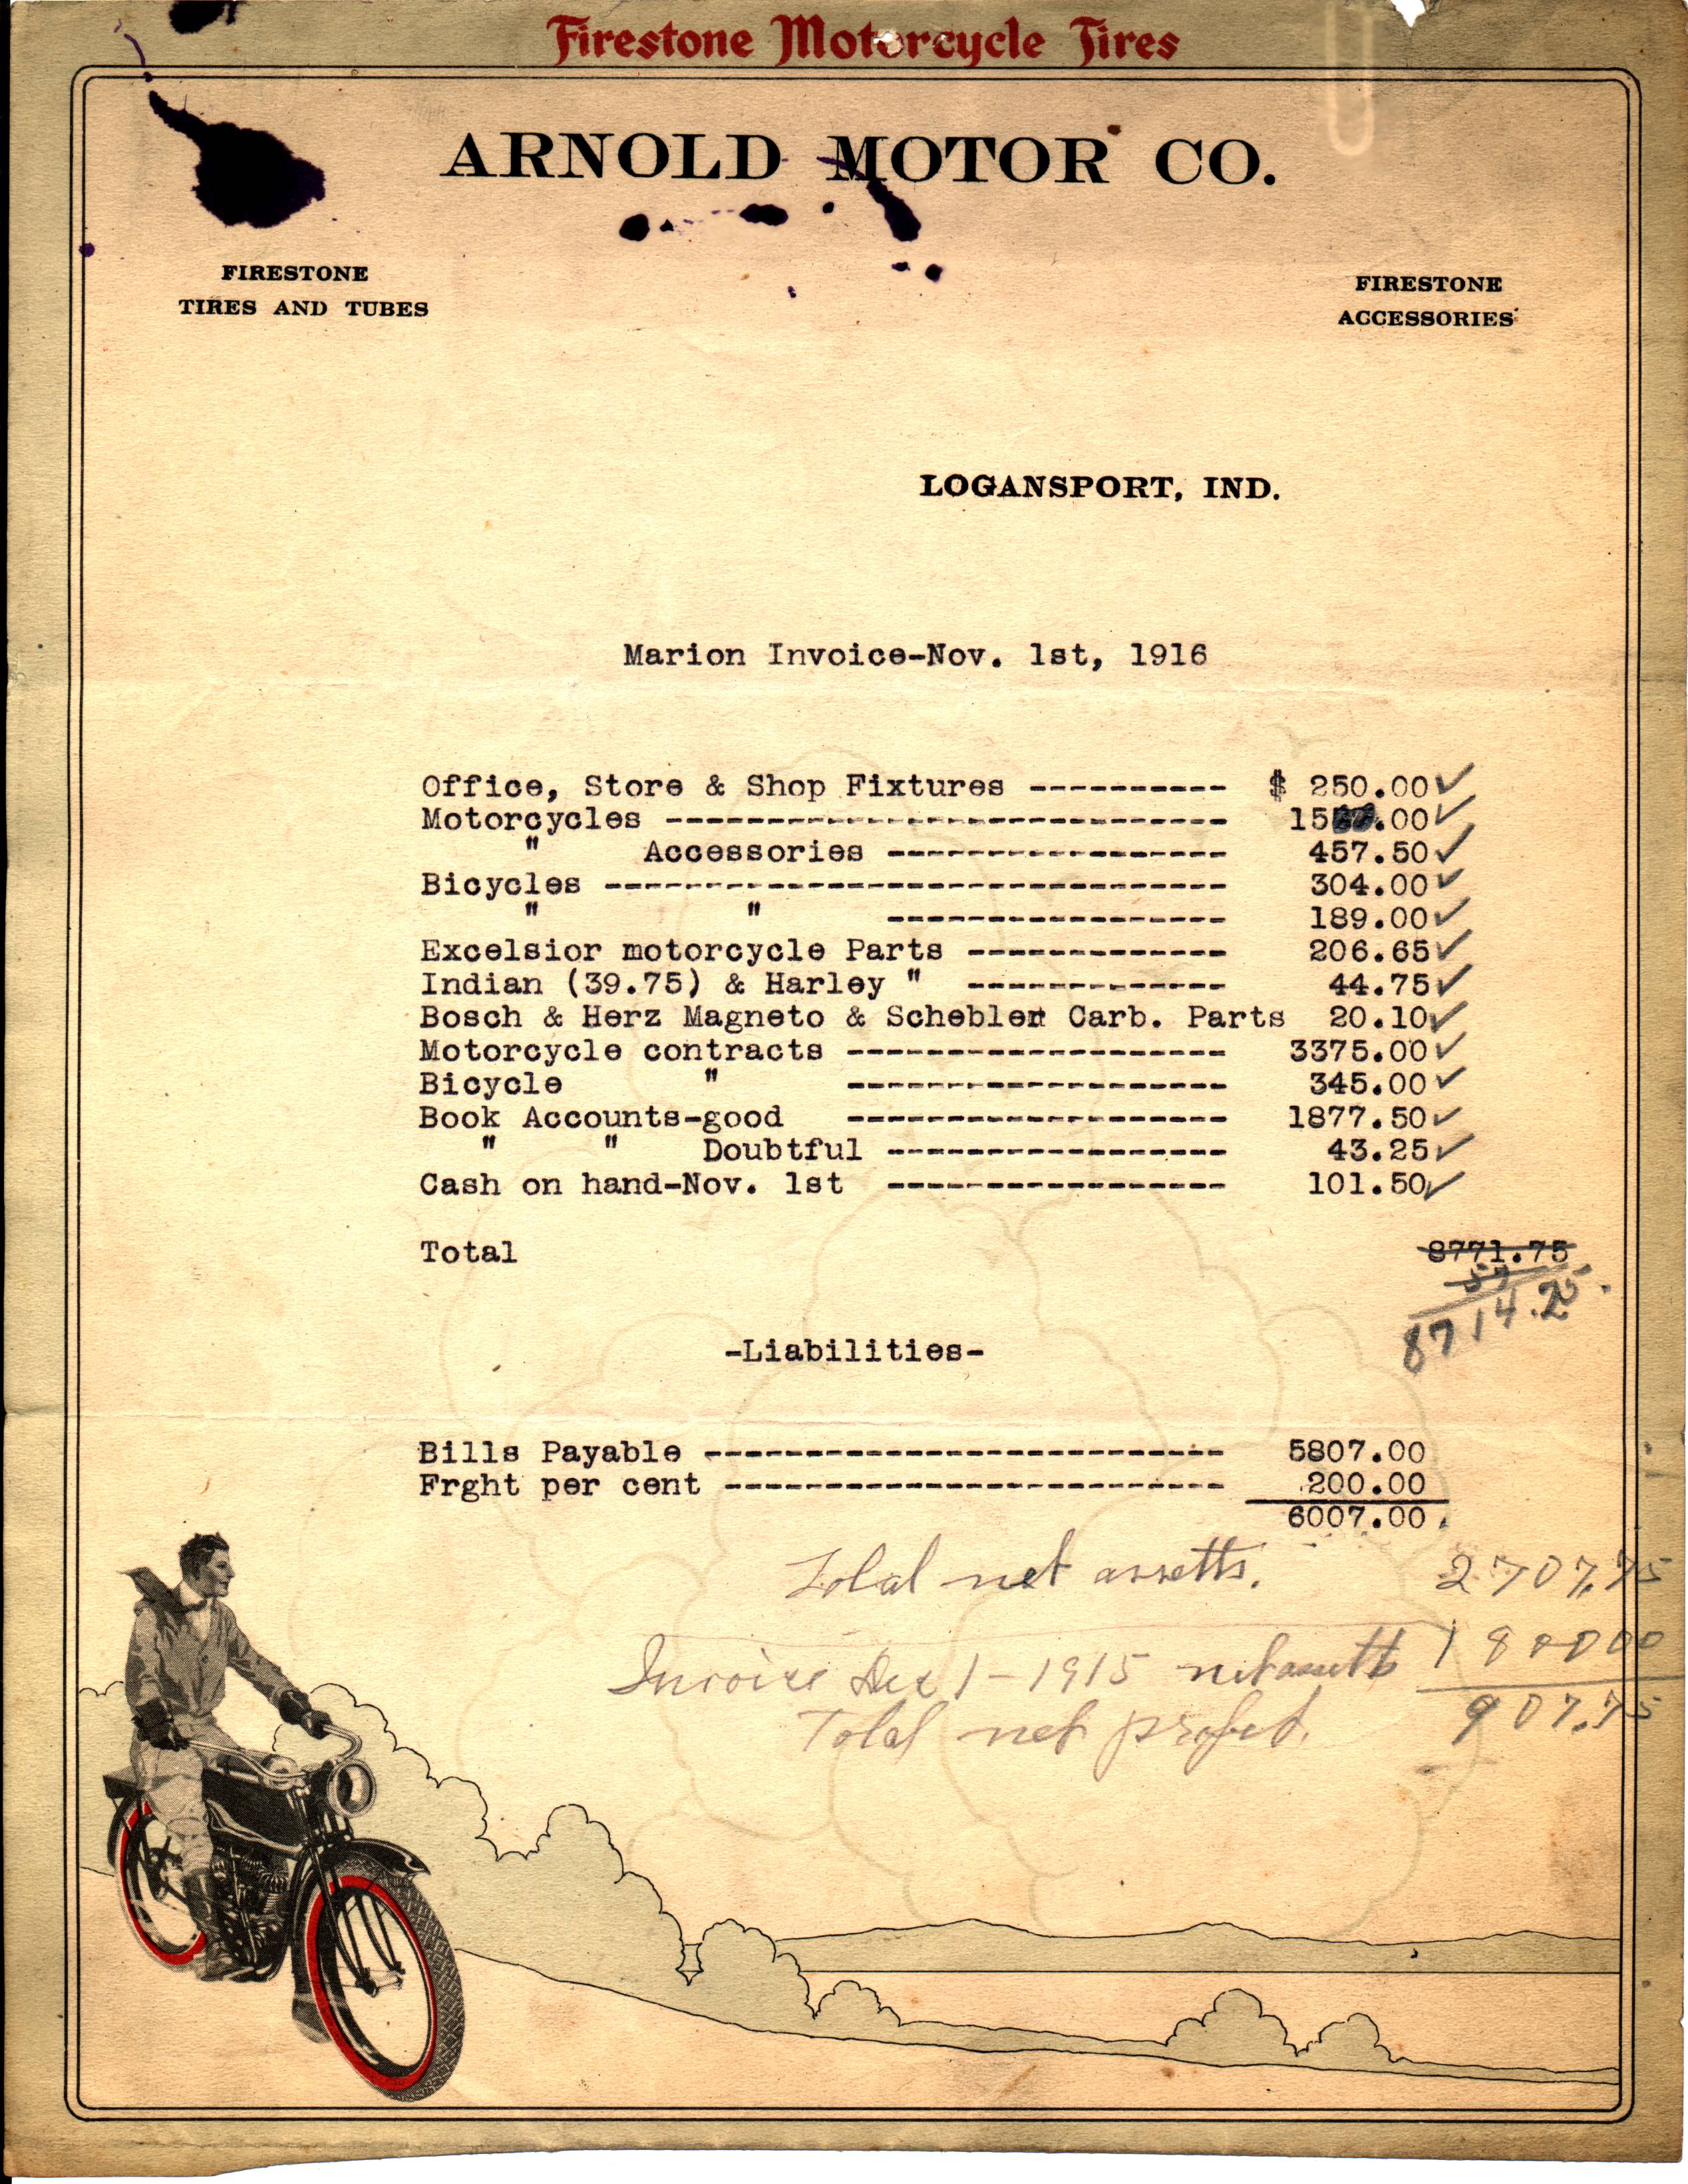 Firestone Motorcycle Tires
ARNOLD MOTOR CO.
FIRESTONE
TIRES AND TUBES
FIRESTONE
ACCESSORIES
LOGANSPORT, IND.
Marion Invoice-Nov. 1st, 1916
Office, Store & Shop Fixtures ---------- $ 250.00✓
Motorcycles ---------------------------- .00✓
" Accessories ----------------- 457.50✓
Bicycles ------------------------------- 304.00✓
" " ----------------- 189.00✓
Excelsior motorcycle Parts ------------- 206.65✓
Indian (39.75) & Harley " ------------- 44.75✓
Bosch & Herz Magneto & Schebler Carb. Parts 20.10✓
Motorcycle contracts ------------------- 3375.00✓
Bicycle " ------------------- 345.00✓
Book Accounts-good ------------------- 1877.50✓
" " Doubtful ----------------- 43.25✓
Cash on hand-Nov. 1st ----------------- 101.50✓
Total 8771.75
57
8714.25
-Liabilities-
Bills Payable -------------------------- 5807.00
Frght per cent ------------------------- 200.00
6007.00
Total net assetts. 2707.75
Invoice Dec 1-1915 net assetts 180000
Total net profit. 907.75